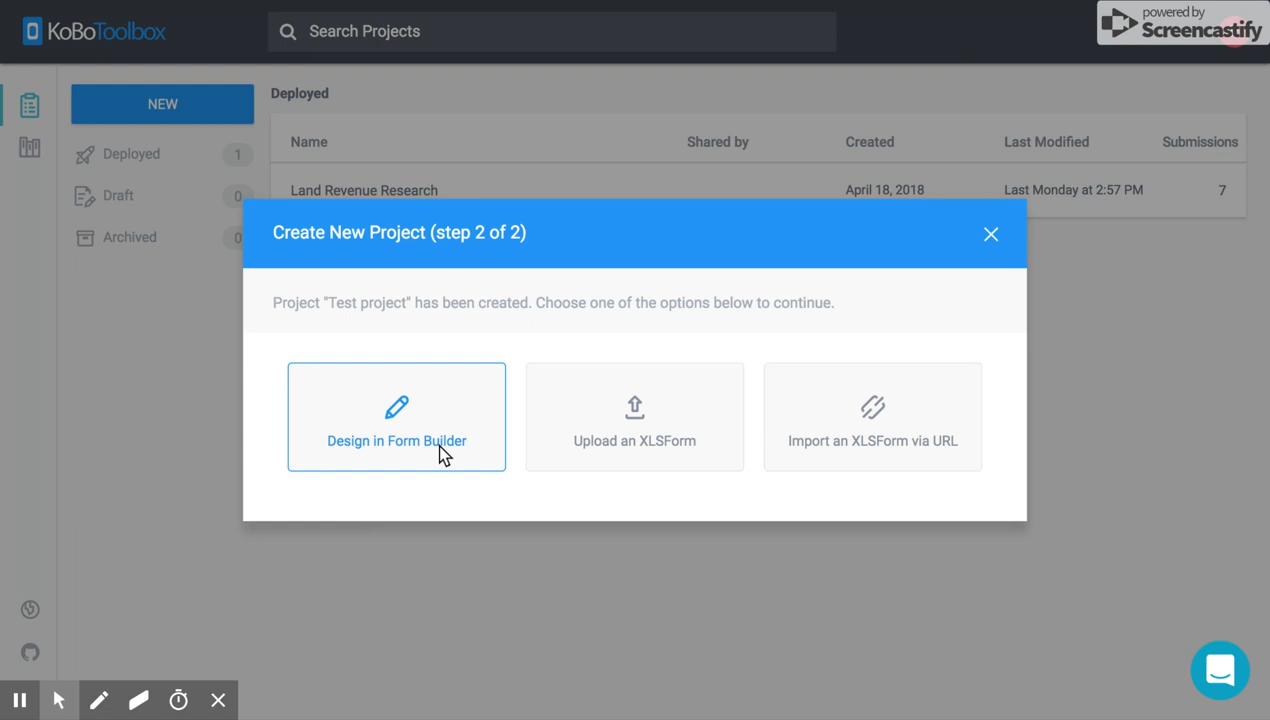 KoBoToolbox
Search Projects
powered by
Screencastify
NEW
Deployed 1
Draft 0
Archived 0
Deployed
Name Shared by Created Last Modified Submissions
Land Revenue Research April 18, 2018 Last Monday at 2:57 PM 7
Create New Project (step 2 of 2)
Project "Test project" has been created. Choose one of the options below to continue.
Design in Form Builder
Upload an XLSForm
Import an XLSForm via URL